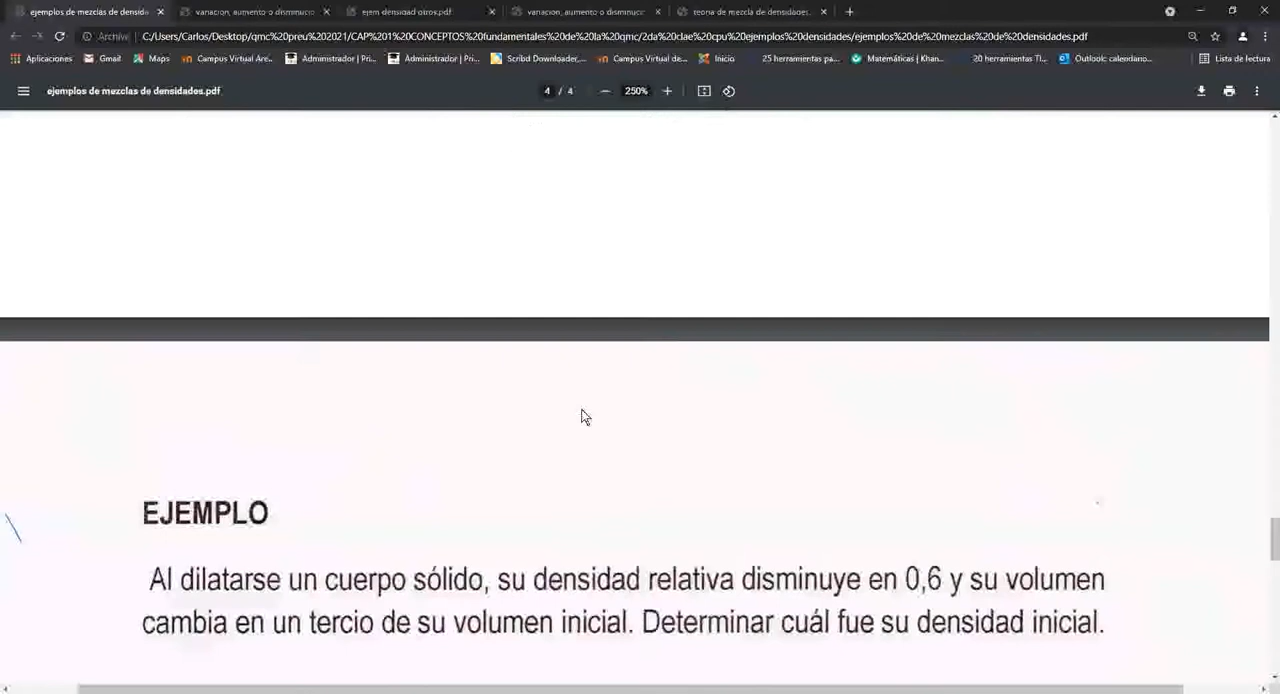 ejemplos de mezclas de densid
variacion, aumento o disminucio
ejem densidad otros.pdf
variacion, aumento o disminucio
teoria de mezcla de densidades.
Archivo
C:/Users/Carlos/Desktop/qmc%20preu%202021/CAP%201%20CONCEPTOS%20fundamentales%20de%20la%20qmc/2da%20clae%20cpu%20ejemplos%20densidades/ejemplos%20de%20mezclas%20de%20densidades.pdf
Aplicaciones
Gmail
Maps
Campus Virtual Are...
Administrador | Pri...
Administrador | Pri...
Scribd Downloader,...
Campus Virtual de...
Inicio
25 herramientas pa...
Matemáticas | Khan...
20 herramientas TI...
Outlook: calendario...
Lista de lectura
ejemplos de mezclas de densidades.pdf
4 / 4
250%
EJEMPLO
Al dilatarse un cuerpo sólido, su densidad relativa disminuye en 0,6 y su volumen
cambia en un tercio de su volumen inicial. Determinar cuál fue su densidad inicial.